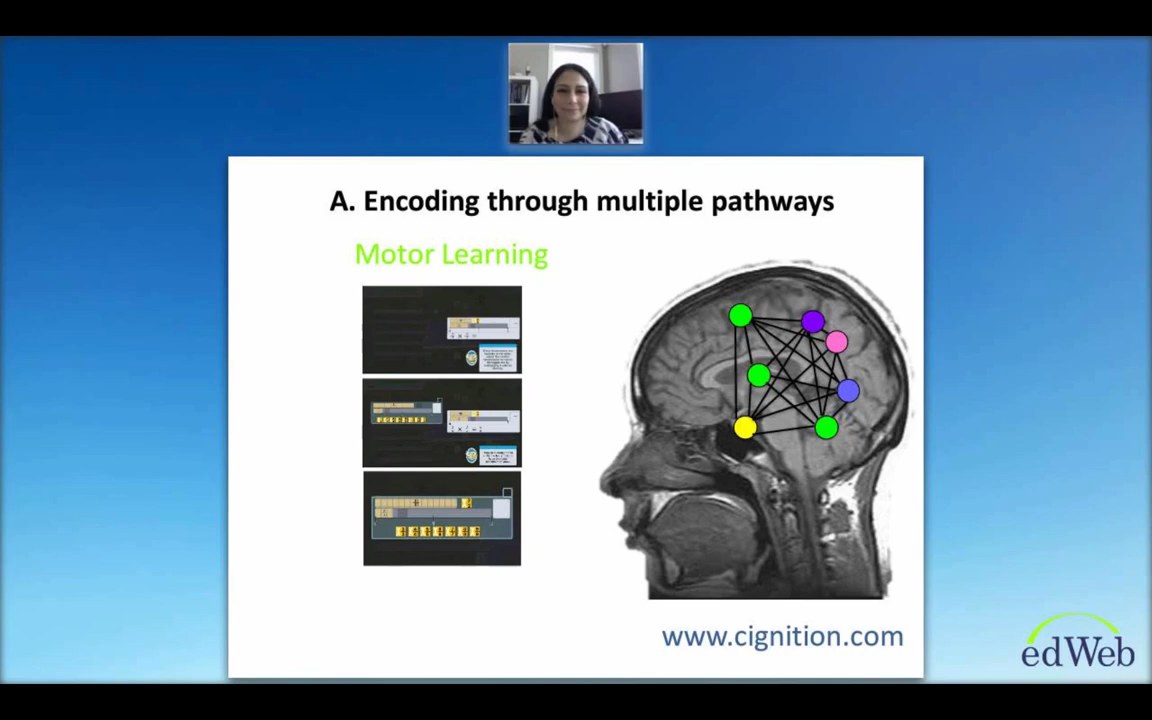 A. Encoding through multiple pathways
Motor Learning
www.cignition.com
edWeb